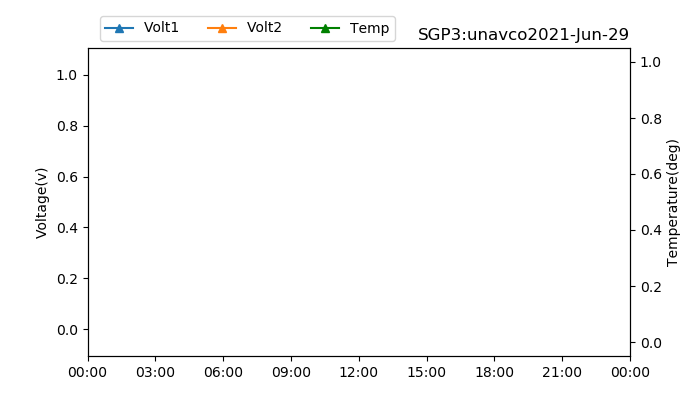 Volt1 Volt2 Temp
SGP3:unavco2021-Jun-29
1.0
0.8
0.6
0.4
0.2
0.0
Voltage(v)
1.0
0.8
0.6
0.4
0.2
0.0
Temperature(deg)
00:00 03:00 06:00 09:00 12:00 15:00 18:00 21:00 00:00